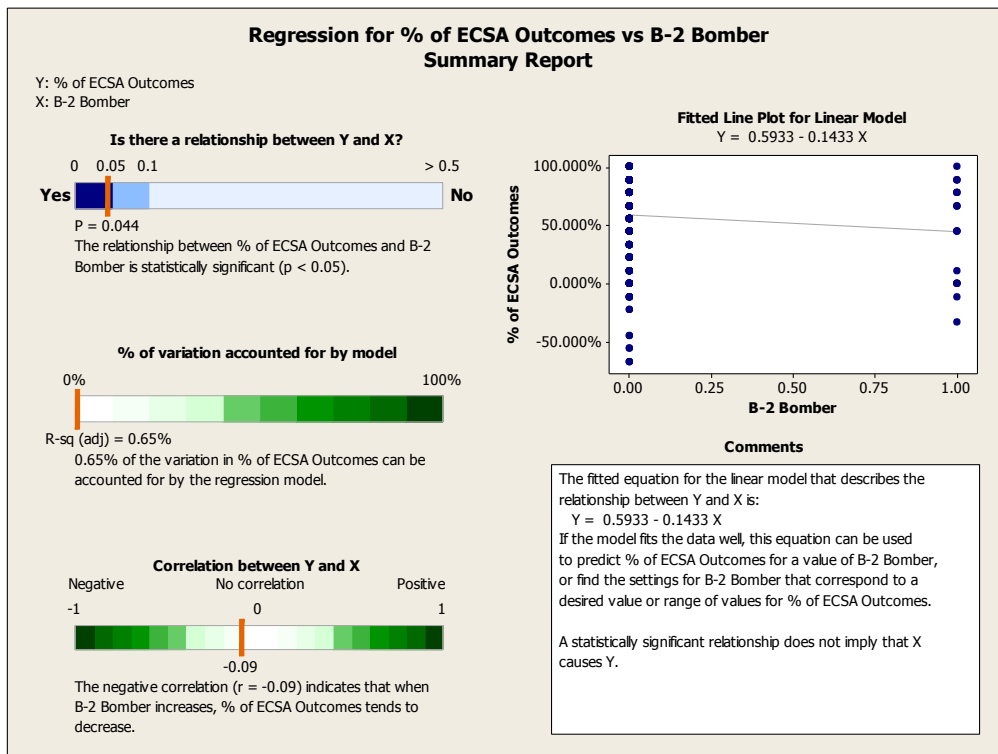 Regression for % of ECSA Outcomes vs B-2 Bomber
Summary Report
Y: % of ECSA Outcomes
X: B-2 Bomber
Is there a relationship between Y and X?
0 0.05 0.1 > 0.5
Yes No
P = 0.044
The relationship between % of ECSA Outcomes and B-2
Bomber is statistically significant (p < 0.05).
% of variation accounted for by model
0% 100%
R-sq (adj) = 0.65%
0.65% of the variation in % of ECSA Outcomes can be
accounted for by the regression model.
Correlation between Y and X
Negative No correlation Positive
-1 0 1
-0.09
The negative correlation (r = -0.09) indicates that when
B-2 Bomber increases, % of ECSA Outcomes tends to
decrease.
Fitted Line Plot for Linear Model
Y = 0.5933 - 0.1433 X
% of ECSA Outcomes
100.000%
50.000%
0.000%
-50.000%
0.00 0.25 0.50 0.75 1.00
B-2 Bomber
Comments
The fitted equation for the linear model that describes the
relationship between Y and X is:
Y = 0.5933 - 0.1433 X
If the model fits the data well, this equation can be used
to predict % of ECSA Outcomes for a value of B-2 Bomber,
or find the settings for B-2 Bomber that correspond to a
desired value or range of values for % of ECSA Outcomes.
A statistically significant relationship does not imply that X
causes Y.